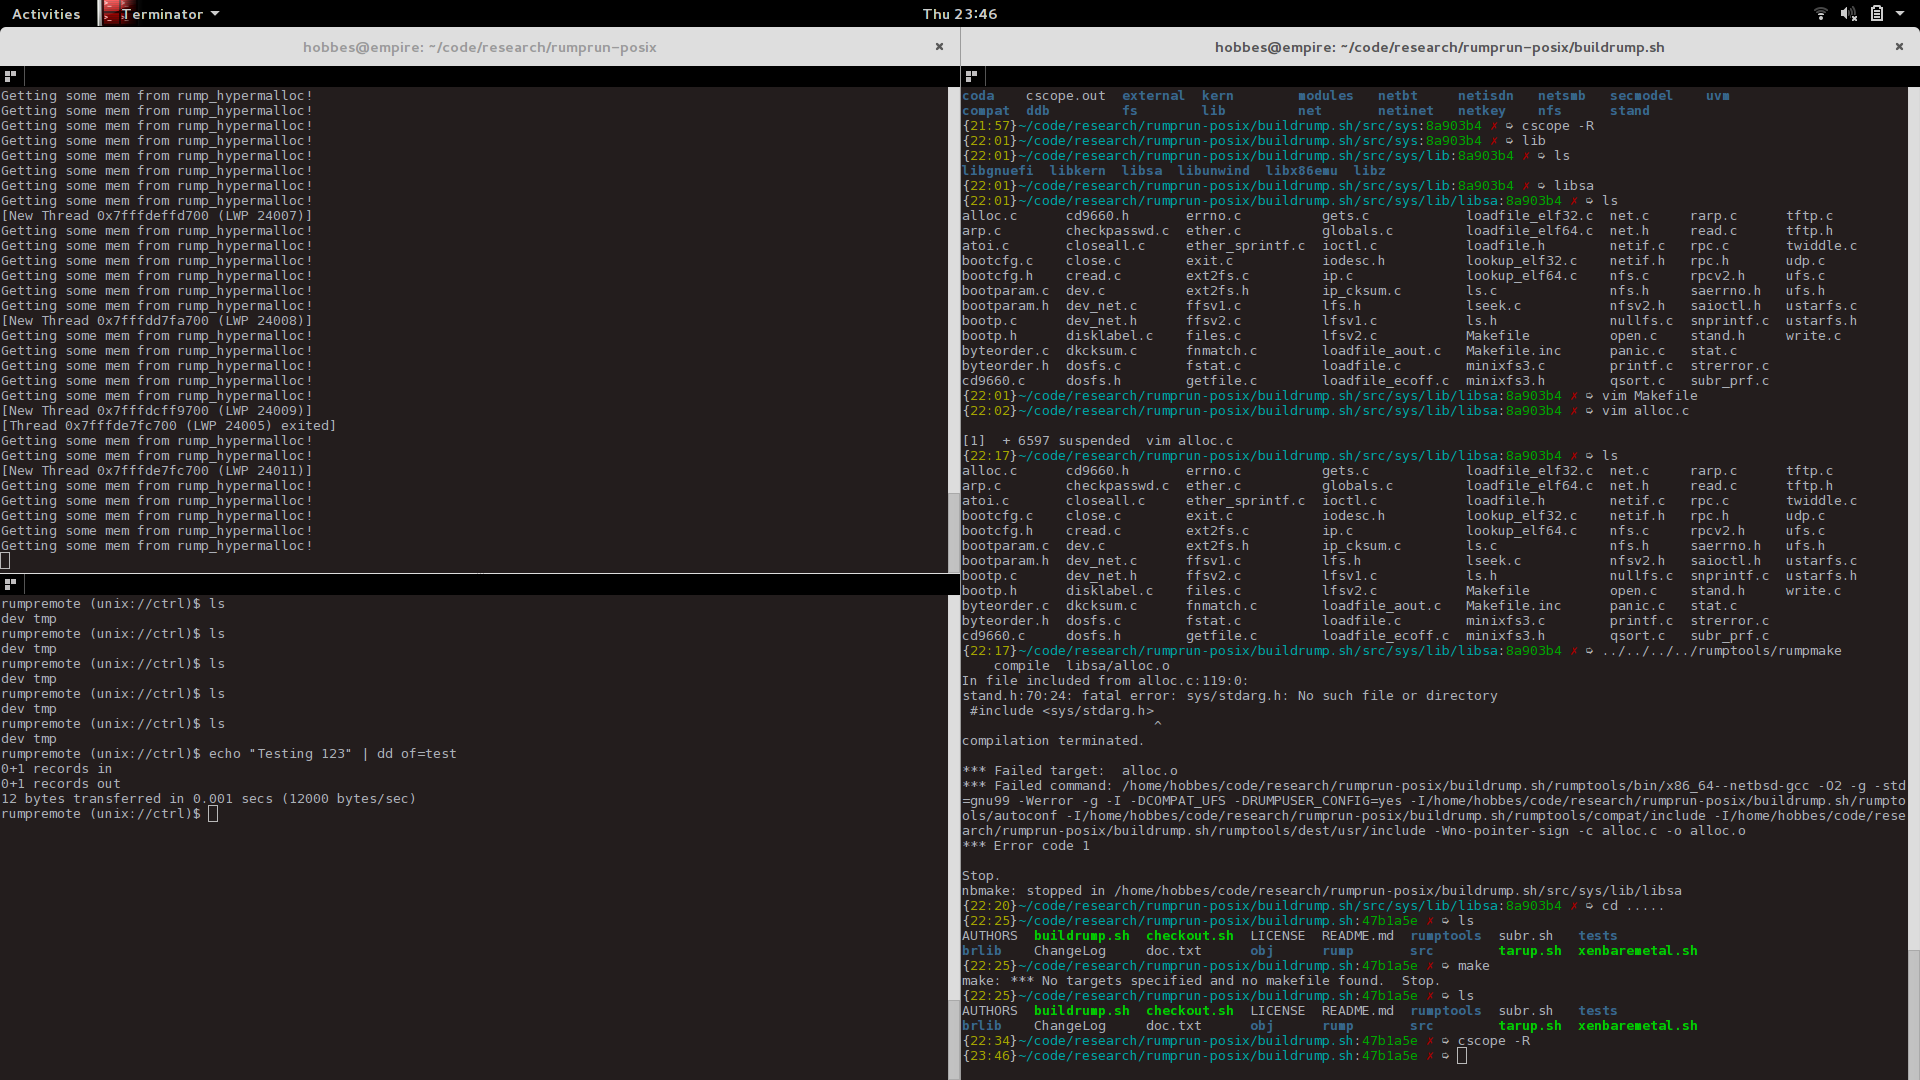 Activities Terminator Thu 23:46
hobbes@empire: ~/code/research/rumprun-posix
Getting some mem from rump_hypermalloc!
Getting some mem from rump_hypermalloc!
Getting some mem from rump_hypermalloc!
Getting some mem from rump_hypermalloc!
Getting some mem from rump_hypermalloc!
Getting some mem from rump_hypermalloc!
Getting some mem from rump_hypermalloc!
Getting some mem from rump_hypermalloc!
[New Thread 0x7fffdeffd700 (LWP 24007)]
Getting some mem from rump_hypermalloc!
Getting some mem from rump_hypermalloc!
Getting some mem from rump_hypermalloc!
Getting some mem from rump_hypermalloc!
Getting some mem from rump_hypermalloc!
Getting some mem from rump_hypermalloc!
[New Thread 0x7fffdd7fa700 (LWP 24008)]
Getting some mem from rump_hypermalloc!
Getting some mem from rump_hypermalloc!
Getting some mem from rump_hypermalloc!
Getting some mem from rump_hypermalloc!
Getting some mem from rump_hypermalloc!
[New Thread 0x7fffdcff9700 (LWP 24009)]
[Thread 0x7fffde7fc700 (LWP 24005) exited]
Getting some mem from rump_hypermalloc!
Getting some mem from rump_hypermalloc!
[New Thread 0x7fffde7fc700 (LWP 24011)]
Getting some mem from rump_hypermalloc!
Getting some mem from rump_hypermalloc!
Getting some mem from rump_hypermalloc!
Getting some mem from rump_hypermalloc!
Getting some mem from rump_hypermalloc!
rumpremote (unix://ctrl)$ ls
dev tmp
rumpremote (unix://ctrl)$ ls
dev tmp
rumpremote (unix://ctrl)$ ls
dev tmp
rumpremote (unix://ctrl)$ ls
dev tmp
rumpremote (unix://ctrl)$ ls
dev tmp
rumpremote (unix://ctrl)$ echo "Testing 123" | dd of=test
0+1 records in
0+1 records out
12 bytes transferred in 0.001 secs (12000 bytes/sec)
rumpremote (unix://ctrl)$
hobbes@empire: ~/code/research/rumprun-posix/buildrump.sh
coda cscope.out external kern modules netbt netisdn netsmb secmodel uvm
compat ddb fs lib net netinet netkey nfs stand
{21:57}~/code/research/rumprun-posix/buildrump.sh/src/sys:8a903b4 ✗ ➭ cscope -R
{22:01}~/code/research/rumprun-posix/buildrump.sh/src/sys:8a903b4 ✗ ➭ lib
{22:01}~/code/research/rumprun-posix/buildrump.sh/src/sys/lib:8a903b4 ✗ ➭ ls
libgnuefi libkern libsa libunwind libx86emu libz
{22:01}~/code/research/rumprun-posix/buildrump.sh/src/sys/lib:8a903b4 ✗ ➭ libsa
{22:01}~/code/research/rumprun-posix/buildrump.sh/src/sys/lib/libsa:8a903b4 ✗ ➭ ls
alloc.c cd9660.h errno.c gets.c loadfile_elf32.c net.c rarp.c tftp.c
arp.c checkpasswd.c ether.c globals.c loadfile_elf64.c net.h read.c tftp.h
atoi.c closeall.c ether_sprintf.c ioctl.c loadfile.h netif.c rpc.c twiddle.c
bootcfg.c close.c exit.c iodesc.h lookup_elf32.c netif.h rpc.h udp.c
bootcfg.h cread.c ext2fs.c ip.c lookup_elf64.c nfs.c rpcv2.h ufs.c
bootparam.c dev.c ext2fs.h ip_cksum.c ls.c nfs.h saerrno.h ufs.h
bootparam.h dev_net.c ffsv1.c lfs.h lseek.c nfsv2.h saioctl.h ustarfs.c
bootp.c dev_net.h ffsv2.c lfsv1.c ls.h nullfs.c snprintf.c ustarfs.h
bootp.h disklabel.c files.c lfsv2.c Makefile open.c stand.h write.c
byteorder.c dkcksum.c fnmatch.c loadfile_aout.c Makefile.inc panic.c stat.c
byteorder.h dosfs.c fstat.c loadfile.c minixfs3.c printf.c strerror.c
cd9660.c dosfs.h getfile.c loadfile_ecoff.c minixfs3.h qsort.c subr_prf.c
{22:01}~/code/research/rumprun-posix/buildrump.sh/src/sys/lib/libsa:8a903b4 ✗ ➭ vim Makefile
{22:02}~/code/research/rumprun-posix/buildrump.sh/src/sys/lib/libsa:8a903b4 ✗ ➭ vim alloc.c
[1] + 6597 suspended vim alloc.c
{22:17}~/code/research/rumprun-posix/buildrump.sh/src/sys/lib/libsa:8a903b4 ✗ ➭ ls
alloc.c cd9660.h errno.c gets.c loadfile_elf32.c net.c rarp.c tftp.c
arp.c checkpasswd.c ether.c globals.c loadfile_elf64.c net.h read.c tftp.h
atoi.c closeall.c ether_sprintf.c ioctl.c loadfile.h netif.c rpc.c twiddle.c
bootcfg.c close.c exit.c iodesc.h lookup_elf32.c netif.h rpc.h udp.c
bootcfg.h cread.c ext2fs.c ip.c lookup_elf64.c nfs.c rpcv2.h ufs.c
bootparam.c dev.c ext2fs.h ip_cksum.c ls.c nfs.h saerrno.h ufs.h
bootparam.h dev_net.c ffsv1.c lfs.h lseek.c nfsv2.h saioctl.h ustarfs.c
bootp.c dev_net.h ffsv2.c lfsv1.c ls.h nullfs.c snprintf.c ustarfs.h
bootp.h disklabel.c files.c lfsv2.c Makefile open.c stand.h write.c
byteorder.c dkcksum.c fnmatch.c loadfile_aout.c Makefile.inc panic.c stat.c
byteorder.h dosfs.c fstat.c loadfile.c minixfs3.c printf.c strerror.c
cd9660.c dosfs.h getfile.c loadfile_ecoff.c minixfs3.h qsort.c subr_prf.c
{22:17}~/code/research/rumprun-posix/buildrump.sh/src/sys/lib/libsa:8a903b4 ✗ ➭ ../../../../rumptools/rumpmake
compile libsa/alloc.o
In file included from alloc.c:119:0:
stand.h:70:24: fatal error: sys/stdarg.h: No such file or directory
#include <sys/stdarg.h>
^
compilation terminated.
*** Failed target: alloc.o
*** Failed command: /home/hobbes/code/research/rumprun-posix/buildrump.sh/rumptools/bin/x86_64--netbsd-gcc -O2 -g -std
=gnu99 -Werror -g -I -DCOMPAT_UFS -DRUMPUSER_CONFIG=yes -I/home/hobbes/code/research/rumprun-posix/buildrump.sh/rumpto
ols/autoconf -I/home/hobbes/code/research/rumprun-posix/buildrump.sh/rumptools/compat/include -I/home/hobbes/code/rese
arch/rumprun-posix/buildrump.sh/rumptools/dest/usr/include -Wno-pointer-sign -c alloc.c -o alloc.o
*** Error code 1
Stop.
nbmake: stopped in /home/hobbes/code/research/rumprun-posix/buildrump.sh/src/sys/lib/libsa
{22:20}~/code/research/rumprun-posix/buildrump.sh/src/sys/lib/libsa:8a903b4 ✗ ➭ cd .....
{22:25}~/code/research/rumprun-posix/buildrump.sh:47b1a5e ✗ ➭ ls
AUTHORS buildrump.sh checkout.sh LICENSE README.md rumptools subr.sh tests
brlib ChangeLog doc.txt obj rump src tarup.sh xenbaremetal.sh
{22:25}~/code/research/rumprun-posix/buildrump.sh:47b1a5e ✗ ➭ make
make: *** No targets specified and no makefile found. Stop.
{22:25}~/code/research/rumprun-posix/buildrump.sh:47b1a5e ✗ ➭ ls
AUTHORS buildrump.sh checkout.sh LICENSE README.md rumptools subr.sh tests
brlib ChangeLog doc.txt obj rump src tarup.sh xenbaremetal.sh
{22:34}~/code/research/rumprun-posix/buildrump.sh:47b1a5e ✗ ➭ cscope -R
{23:46}~/code/research/rumprun-posix/buildrump.sh:47b1a5e ✗ ➭